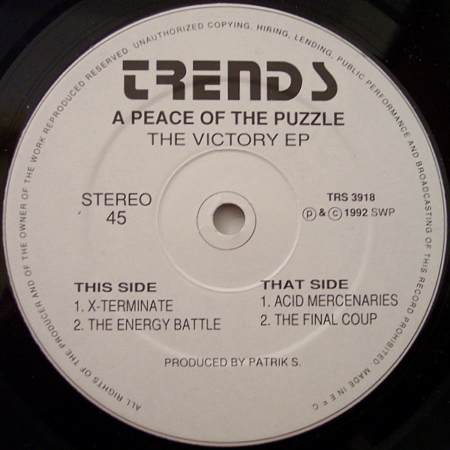 ALL RIGHTS OF THE PRODUCER AND OF THE OWNER OF THE WORK REPRODUCED RESERVED. UNAUTHORIZED COPYING, HIRING, LENDING, PUBLIC PERFORMANCE AND BROADCASTING OF THIS RECORD PROHIBITED. MADE IN E.E.C.
TRENDS
A PEACE OF THE PUZZLE
THE VICTORY EP
STEREO
45
TRS 3918
℗ & © 1992 SWP
THIS SIDE
1. X-TERMINATE
2. THE ENERGY BATTLE
THAT SIDE
1. ACID MERCENARIES
2. THE FINAL COUP
PRODUCED BY PATRIK S.